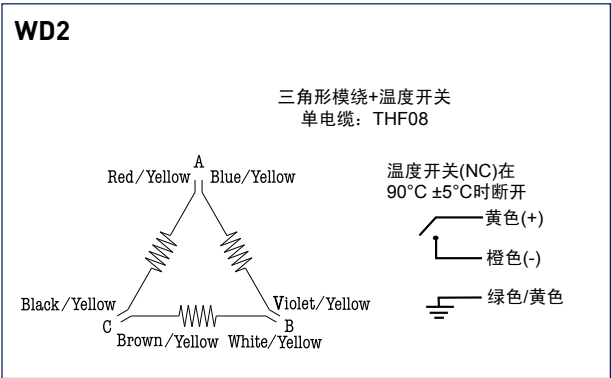 WD2
三角形模绕+温度开关
单电缆：THF08
A
Red/Yellow Blue/Yellow
温度开关(NC)在
90°C ±5°C时断开
黄色(+)
橙色(-)
绿色/黄色
Black/Yellow Violet/Yellow
C B
Brown/Yellow White/Yellow